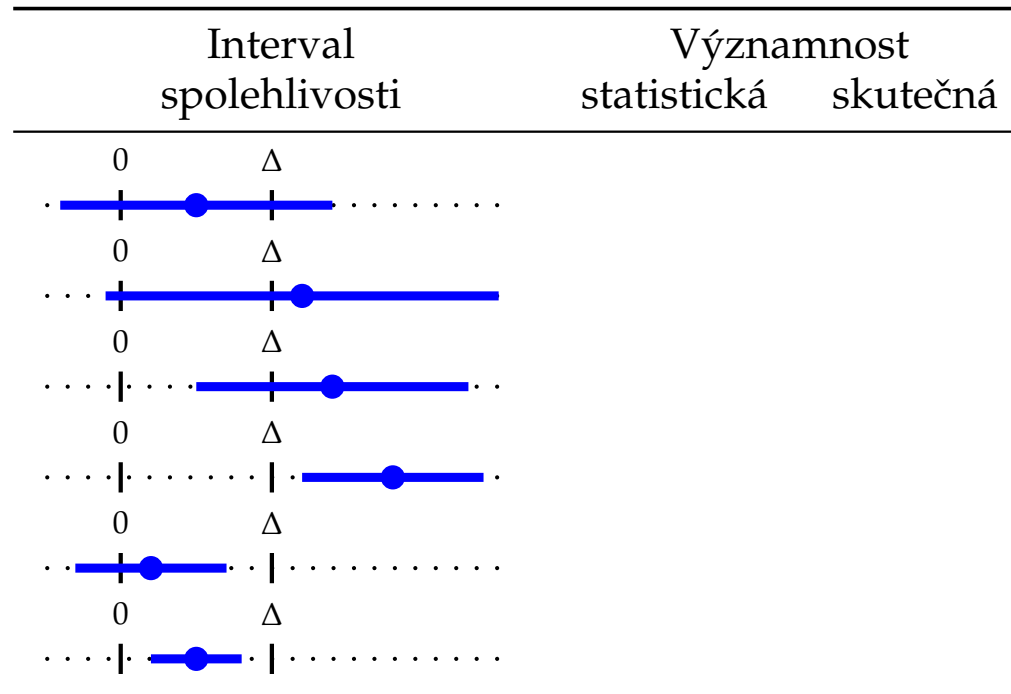 Interval Významnost
spolehlivosti statistická skutečná
0 Δ
0 Δ
0 Δ
0 Δ
0 Δ
0 Δ